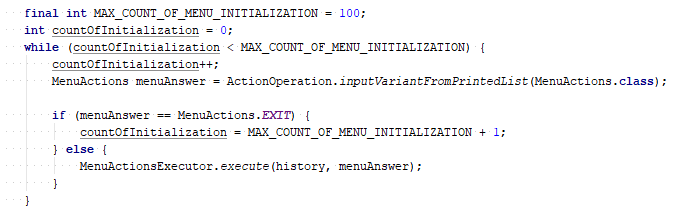 final int MAX_COUNT_OF_MENU_INITIALIZATION = 100;
int countOfInitialization = 0;
while (countOfInitialization < MAX_COUNT_OF_MENU_INITIALIZATION) {
countOfInitialization++;
MenuActions menuAnswer = ActionOperation.inputVariantFromPrintedList(MenuActions.class);
if (menuAnswer == MenuActions.EXIT) {
countOfInitialization = MAX_COUNT_OF_MENU_INITIALIZATION + 1;
} else {
MenuActionsExecutor.execute(history, menuAnswer);
}
}